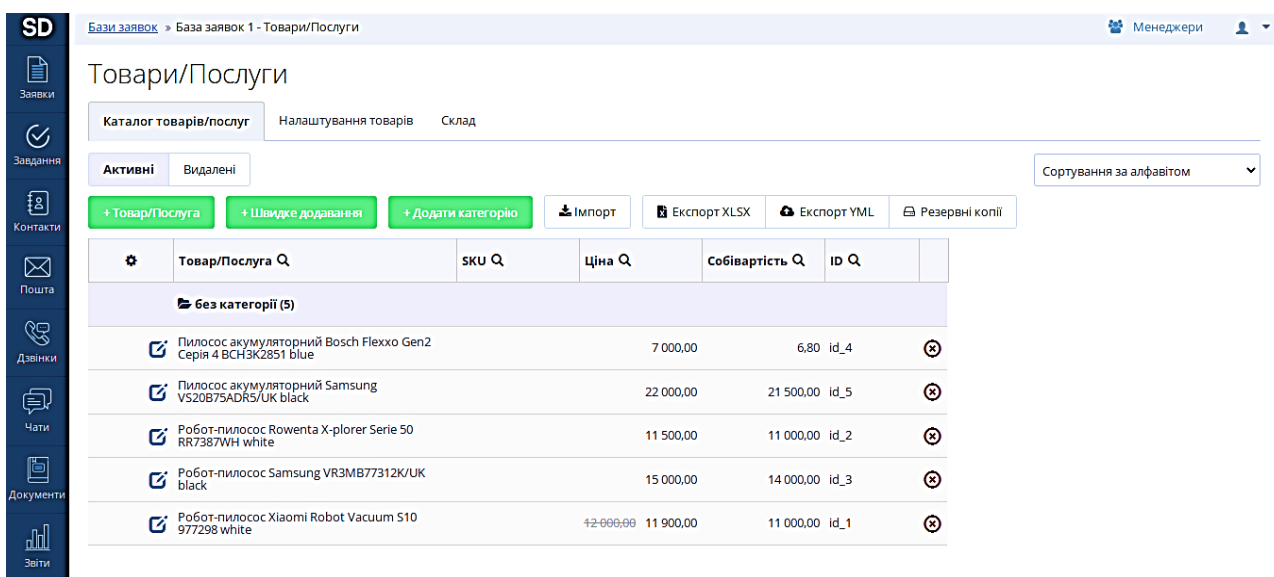 SD
Бази заявок » База заявок 1 - Товари/Послуги
Менеджери
Заявки
Завдання
Контакти
Пошта
Дзвінки
Чати
Документи
Звіти
Товари/Послуги
Каталог товарів/послуг Налаштування товарів Склад
Активні Видалені
Сортування за алфавітом
+ Товар/Послуга + Швидке додавання + Додати категорію Імпорт Експорт XLSX Експорт YML Резервні копії
Товар/Послуга SKU Ціна Собівартість ID
без категорії (5)
Пилосос акумуляторний Bosch Flexxo Gen2
Серія 4 BCH3K2851 blue
7 000,00 6,80 id_4
Пилосос акумуляторний Samsung
VS20B75ADR5/UK black
22 000,00 21 500,00 id_5
Робот-пилосос Rowenta X-plorer Serie 50
RR7387WH white
11 500,00 11 000,00 id_2
Робот-пилосос Samsung VR3MB77312K/UK
black
15 000,00 14 000,00 id_3
Робот-пилосос Xiaomi Robot Vacuum S10
977298 white
12 000,00 11 900,00 11 000,00 id_1